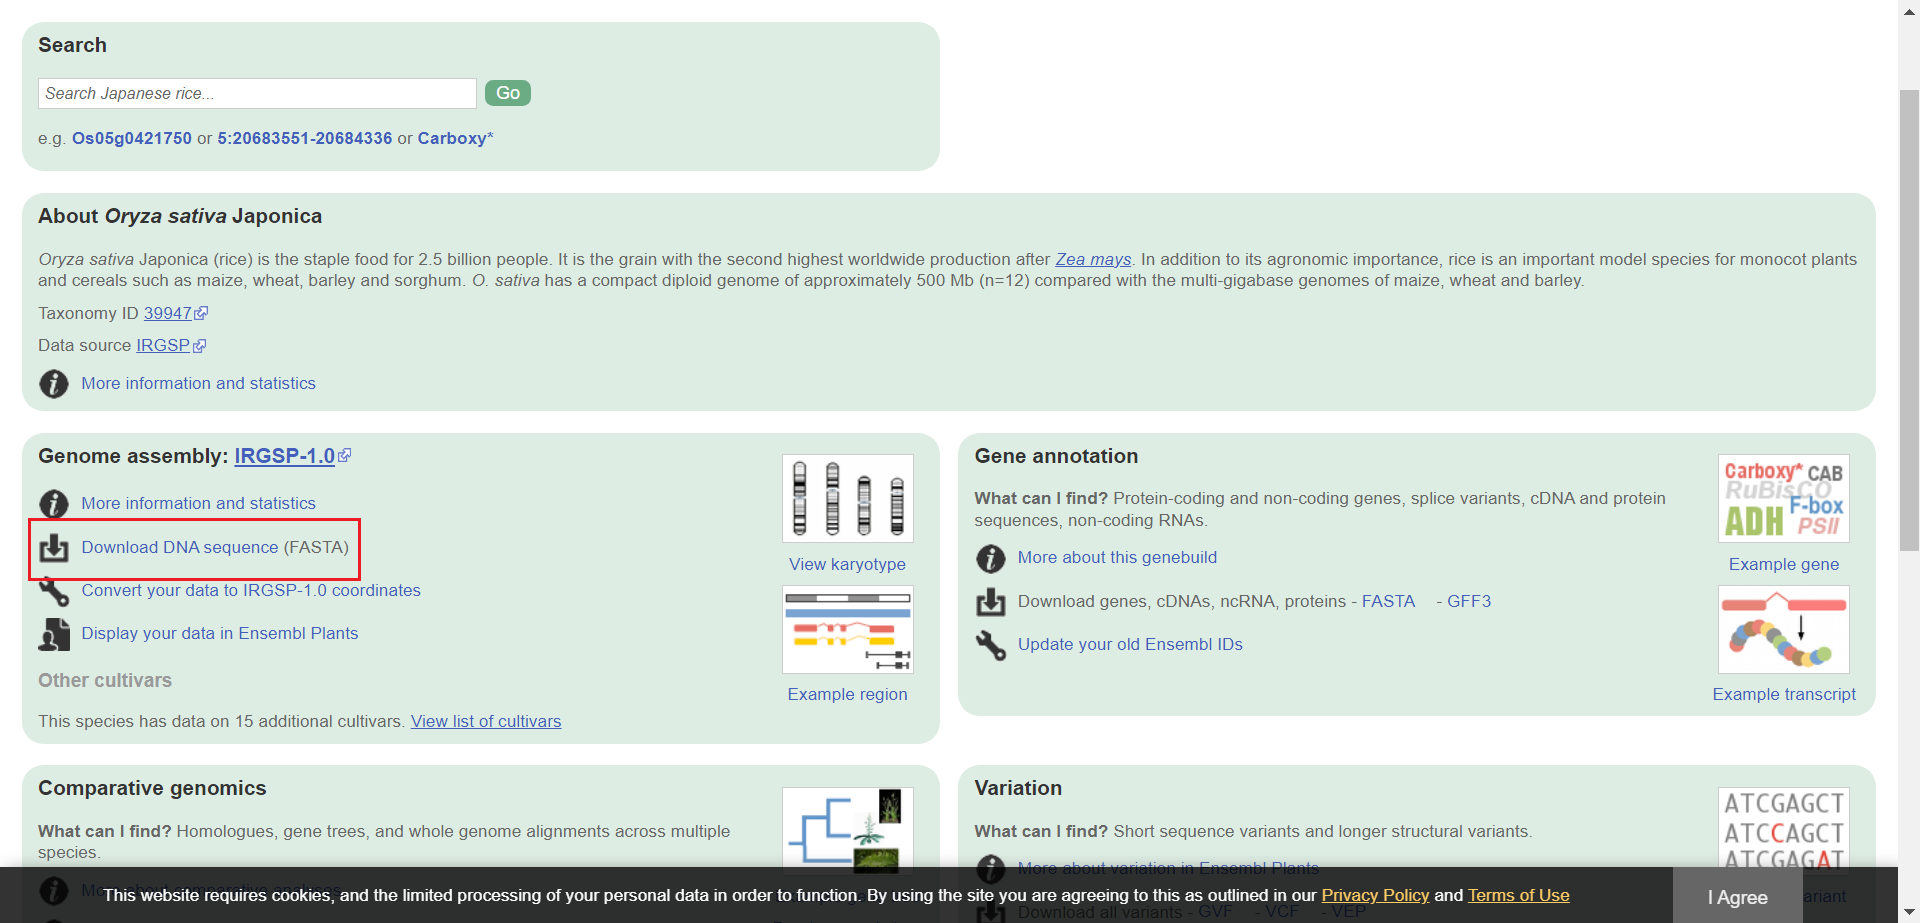 Search
Search Japanese rice...
Go
e.g. Os05g0421750 or 5:20683551-20684336 or Carboxy*
About Oryza sativa Japonica
Oryza sativa Japonica (rice) is the staple food for 2.5 billion people. It is the grain with the second highest worldwide production after Zea mays. In addition to its agronomic importance, rice is an important model species for monocot plants
and cereals such as maize, wheat, barley and sorghum. O. sativa has a compact diploid genome of approximately 500 Mb (n=12) compared with the multi-gigabase genomes of maize, wheat and barley.
Taxonomy ID 39947
Data source IRGSP
More information and statistics
Genome assembly: IRGSP-1.0
More information and statistics
Download DNA sequence (FASTA)
Convert your data to IRGSP-1.0 coordinates
Display your data in Ensembl Plants
Other cultivars
This species has data on 15 additional cultivars. View list of cultivars
View karyotype
Example region
Gene annotation
What can I find? Protein-coding and non-coding genes, splice variants, cDNA and protein
sequences, non-coding RNAs.
More about this genebuild
Download genes, cDNAs, ncRNA, proteins - FASTA - GFF3
Update your old Ensembl IDs
Carboxy* CAB
RuBisCO
F-box
ADH PSII
Example gene
Example transcript
Comparative genomics
What can I find? Homologues, gene trees, and whole genome alignments across multiple
species.
More about comparative analyses
Variation
What can I find? Short sequence variants and longer structural variants.
More about variation in Ensembl Plants
Download all variants - GVF - VCF - VEP
ATCGAGCT
ATCCAGCT
ATCGAGAT
variant
This website requires cookies, and the limited processing of your personal data in order to function. By using the site you are agreeing to this as outlined in our Privacy Policy and Terms of Use
I Agree